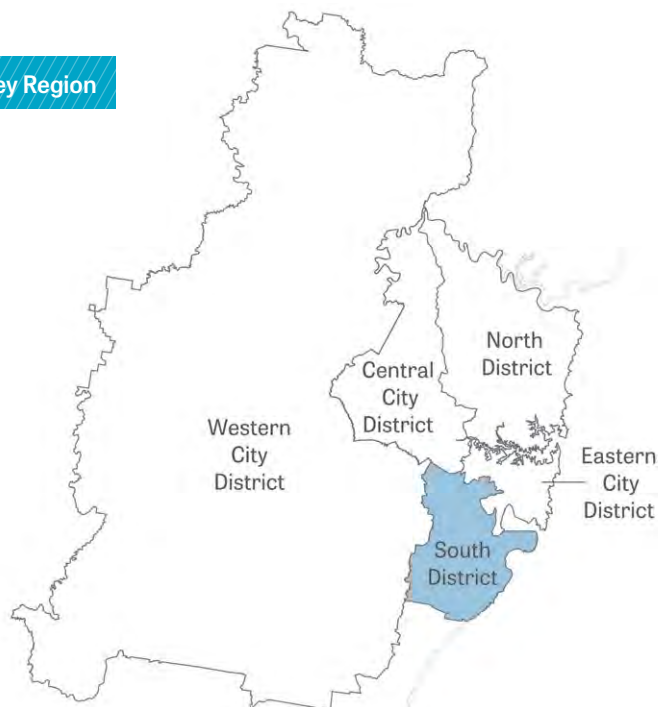 ey Region
North
District
Central
City
District
Western
City
District
Eastern
City
District
South
District